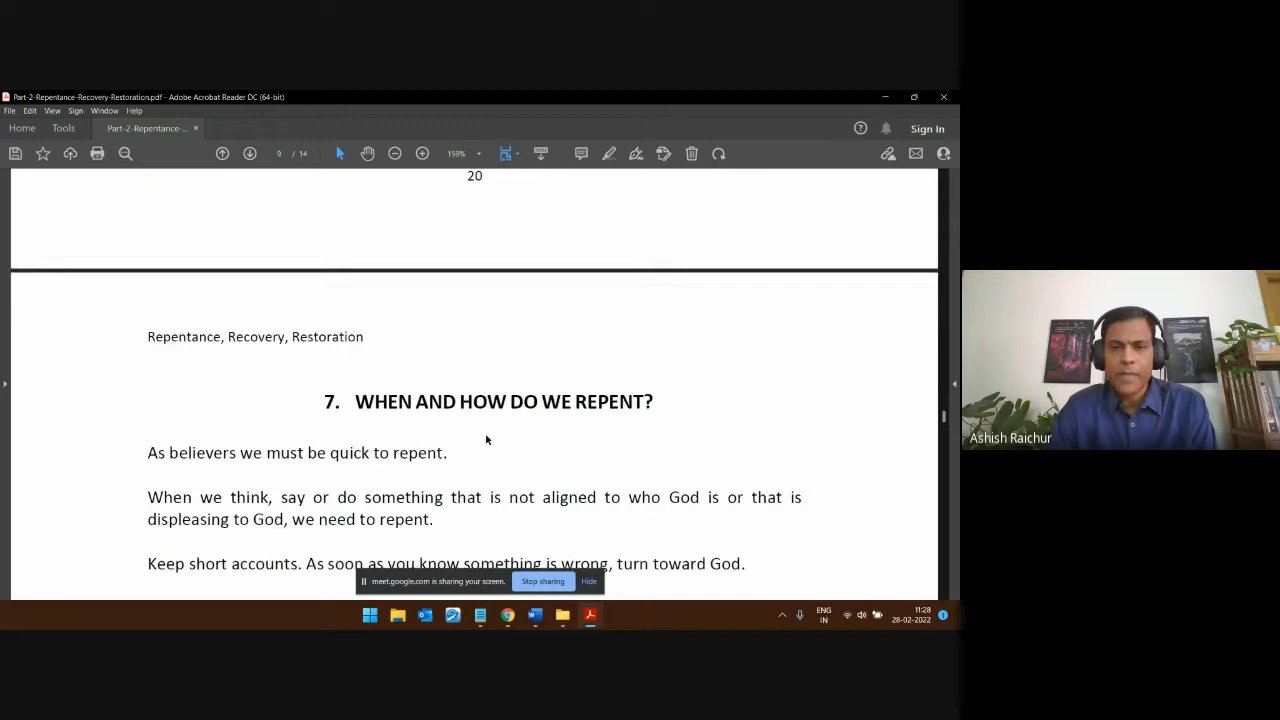 Part-2-Repentance-Recovery-Restoration.pdf - Adobe Acrobat Reader DC (64-bit)
File Edit View Sign Window Help
Home Tools Part-2-Repentance-... × Sign In
9 / 14 159%
20
Repentance, Recovery, Restoration
7. WHEN AND HOW DO WE REPENT?
As believers we must be quick to repent.
When we think, say or do something that is not aligned to who God is or that is
displeasing to God, we need to repent.
Keep short accounts. As soon as you know something is wrong, turn toward God.
meet.google.com is sharing your screen. Stop sharing Hide
ENG
IN
11:28
28-02-2022
1
Ashish Raichur